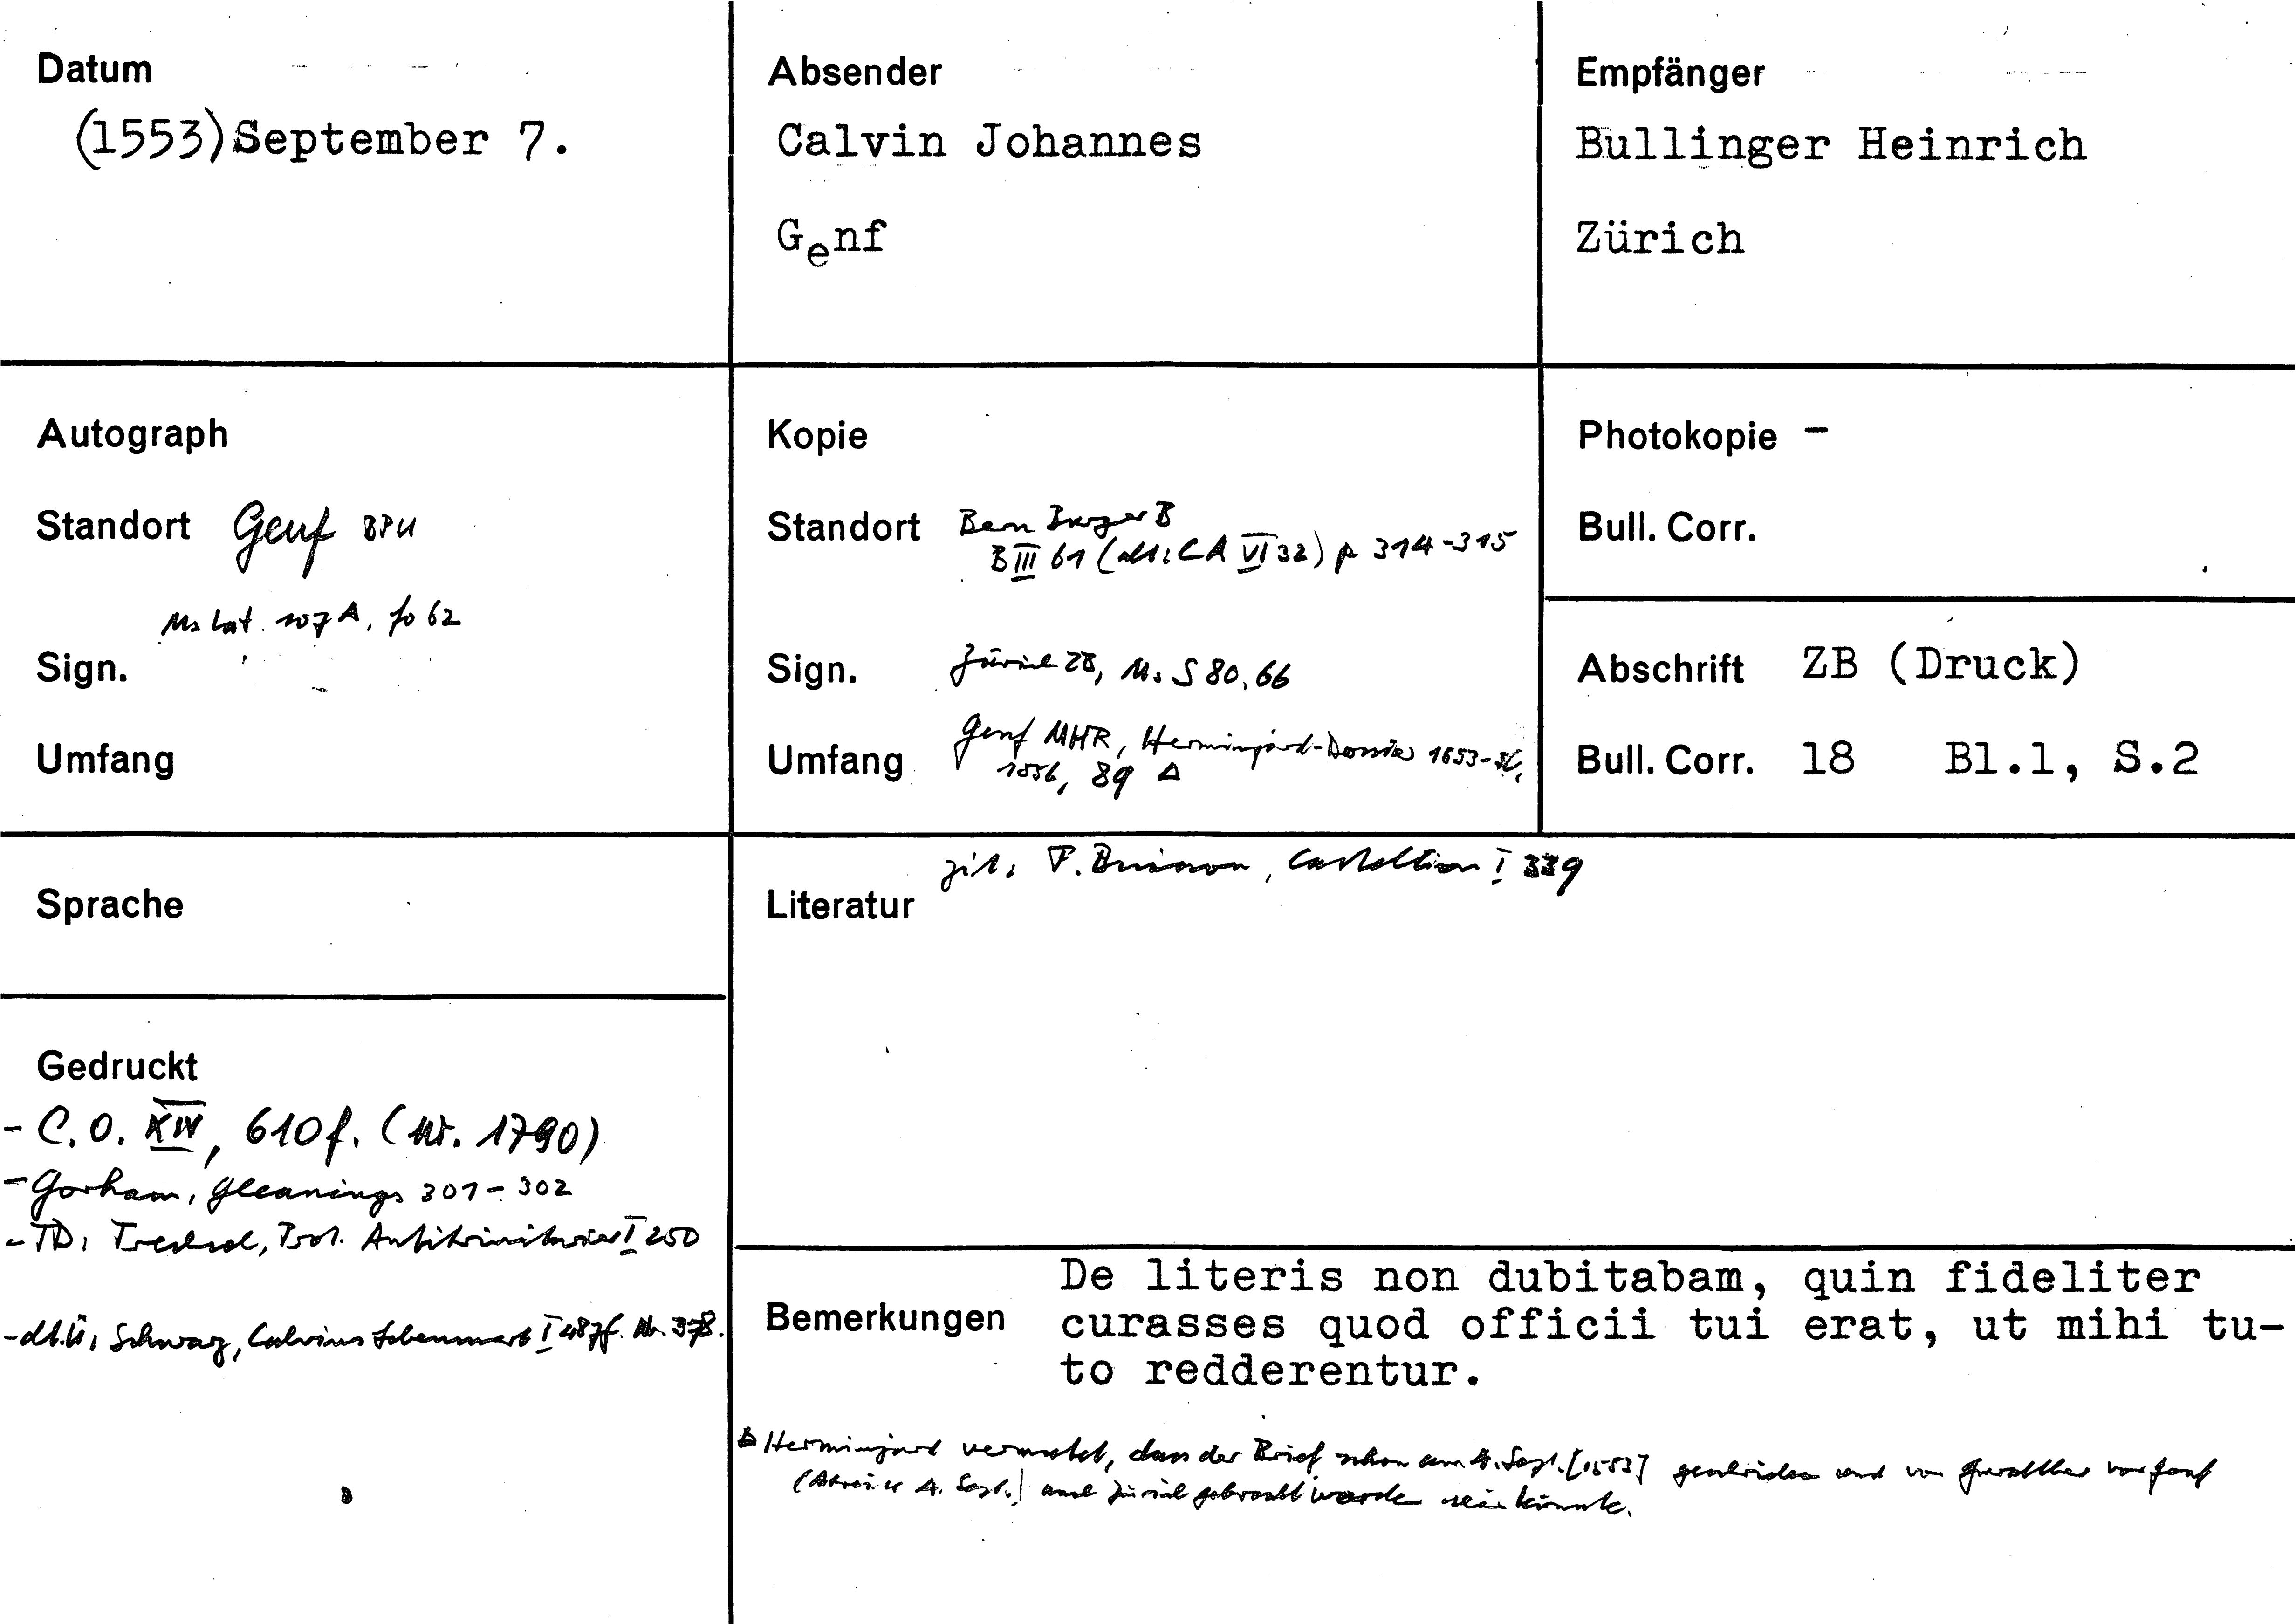 Datum
(1553)September 7.
Absender
Calvin Johannes
Genf
Empfänger
Bullinger Heinrich
Zürich
Autograph
Standort Genf BPU
Ms lat. 107 A, fo 62
Sign.
Umfang
Kopie
Standort Bern BurgerB
B III 61 (alt: CA VI 32) p 314-315
Sign. Zürich ZB, Ms S 80, 66
Umfang Genf MHR, Herminjard-Dossier 1553-
1556, 89 Δ
Photokopie -
Bull. Corr.
Abschrift ZB (Druck)
Bull. Corr. 18 Bl.1, S.2
Sprache
Literatur zit: F. Buisson, Castellion I 339
Gedruckt
- C.O. XIV, 610f. (Nr. 1790)
- Gorham, Gleanings 301-302
- TD: Trechsel, Prot. Antitrinitarier I 250
- dt.Ü: Schwarz, Calvins Lebenswerk I 487f. Nr. 378.
Bemerkungen
De literis non dubitabam, quin fideliter
curasses quod officii tui erat, ut mihi tu-
to redderentur.
Δ Herminjard vermutet, dass der Brief schon am 4. Sept. [1553] geschrieben und von Gwalther von Genf
(Abreise 4. Sept.) nach Zürich gebracht worden sein könnte.